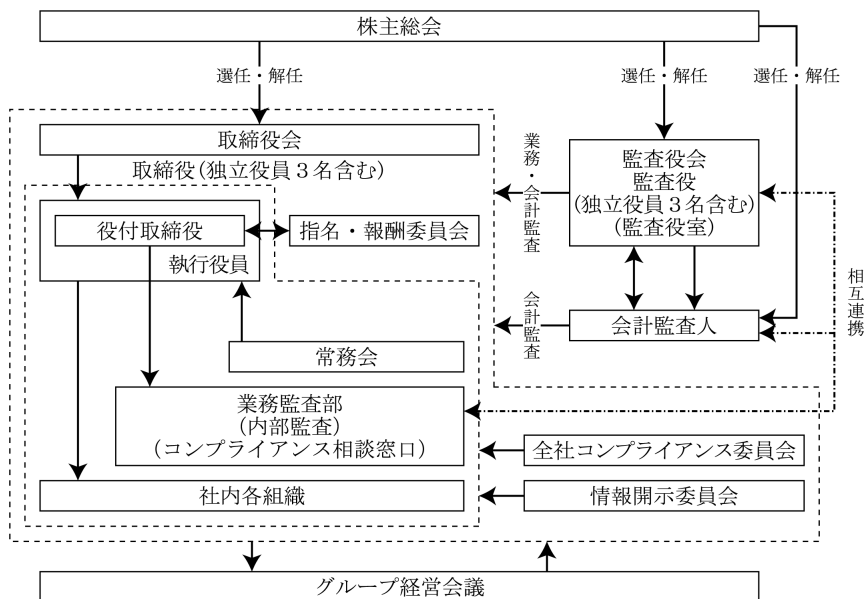 株主総会
選任・解任
選任・解任
選任・解任
取締役会
取締役(独立役員3名含む)
役付取締役
執行役員
指名・報酬委員会
常務会
業務監査部
(内部監査)
(コンプライアンス相談窓口)
社内各組織
業務・会計監査
会計監査
監査役会
監査役
(独立役員3名含む)
(監査役室)
会計監査人
相互連携
全社コンプライアンス委員会
情報開示委員会
グループ経営会議